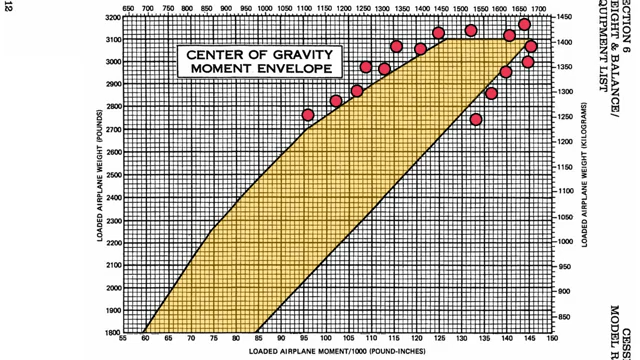 650 700 750 800 850 900 950 1000 1050 1100 1150 1200 1250 1300 1350 1400 1450 1500 1550 1600 1650 1700
CENTER OF GRAVITY
MOMENT ENVELOPE
3200
3100
3000
2900
2800
2700
2600
2500
2400
2300
2200
2100
2000
1900
1800
LOADED AIRPLANE WEIGHT (POUNDS)
1450
1400
1350
1300
1250
1200
1150
1100
1050
1000
950
900
850
LOADED AIRPLANE WEIGHT (KILOGRAMS)
55 60 65 70 75 80 85 90 95 100 105 110 115 120 125 130 135 140 145 150
LOADED AIRPLANE MOMENT/1000 (POUND-INCHES)
12
ECTION 6
EIGHT & BALANCE/
QUIPMENT LIST
CESS
MODEL R